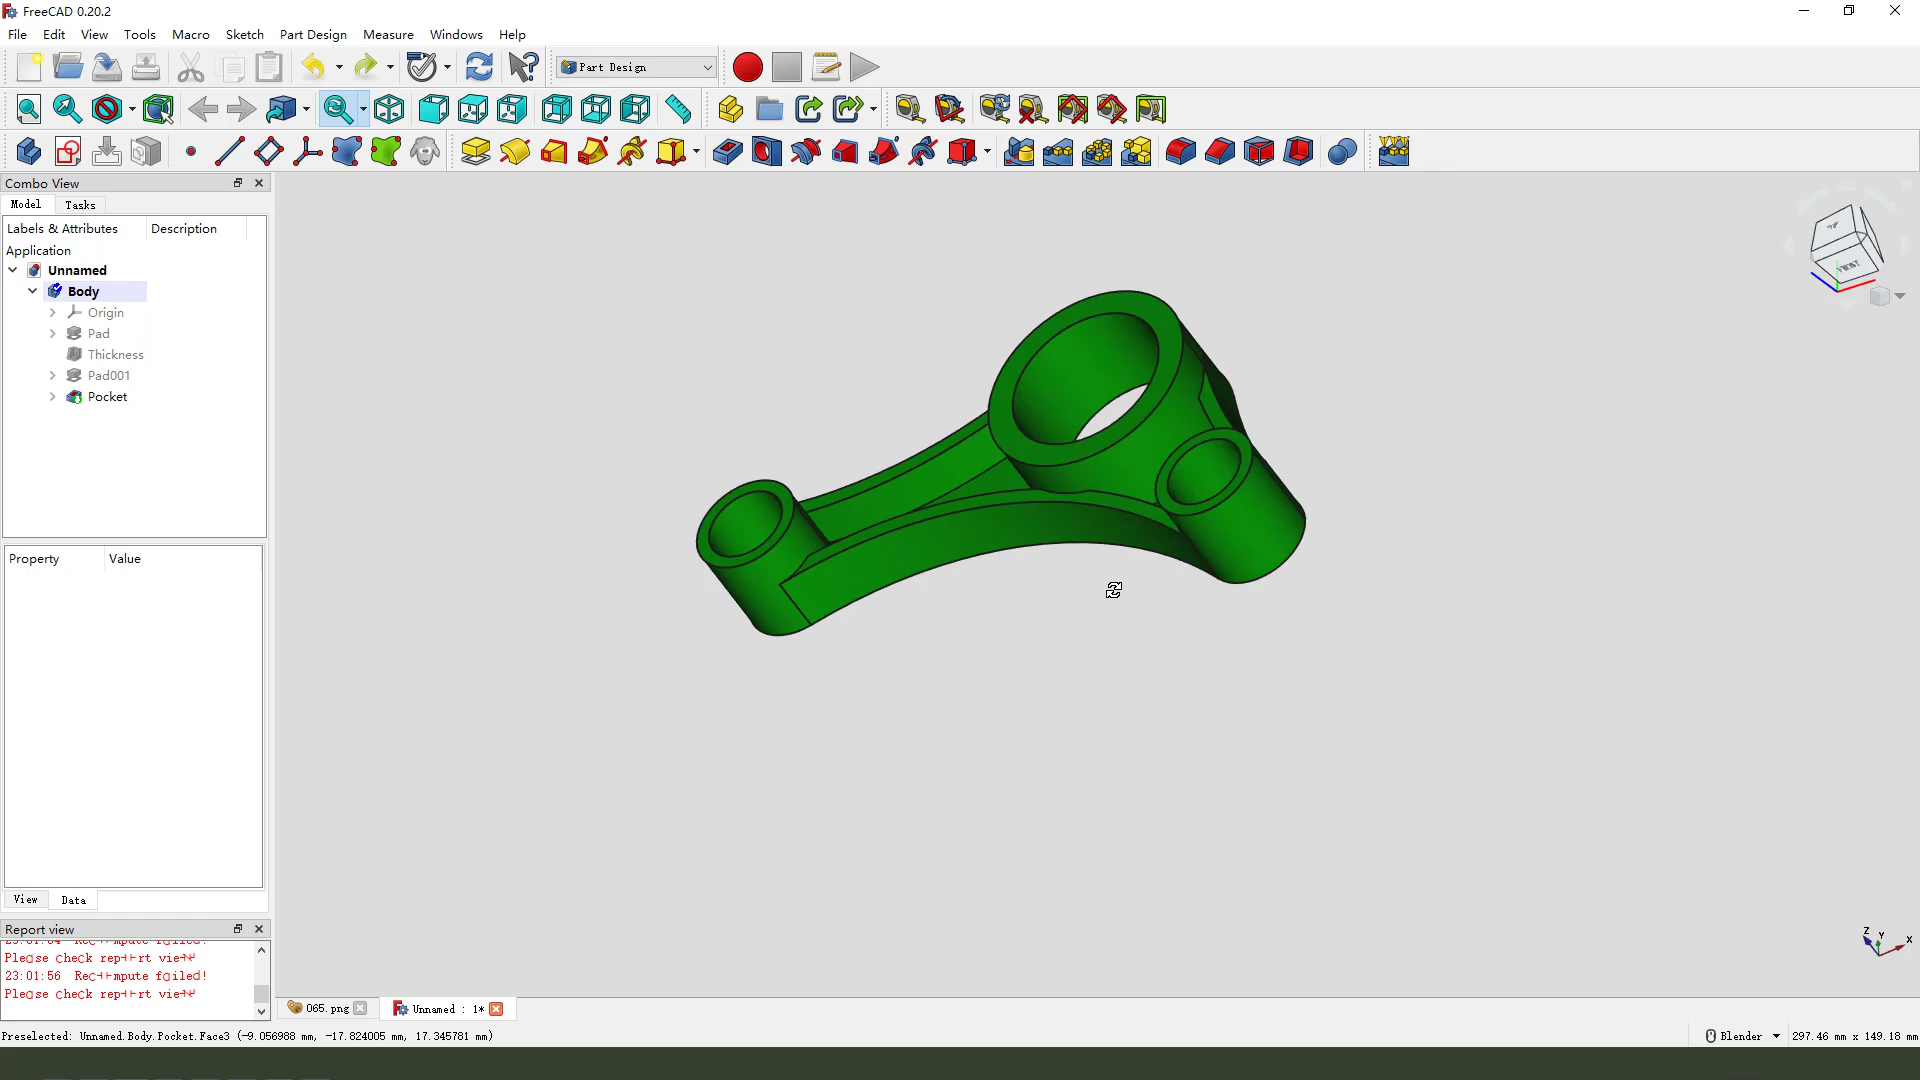 FreeCAD 0.20.2
File Edit View Tools Macro Sketch Part Design Measure Windows Help
Part Design
Combo View
Model Tasks
Labels & Attributes Description
Application
Unnamed
Body
Origin
Pad
Thickness
Pad001
Pocket
Property Value
View Data
Report view
Please check report view
23:01:56 Recompute failed!
Please check report view
065.png Unnamed : 1*
Preselected: Unnamed.Body.Pocket.Face3 (-9.056988 mm, -17.824005 mm, 17.345781 mm)
Blender 297.46 mm x 149.18 mm
Z Y X